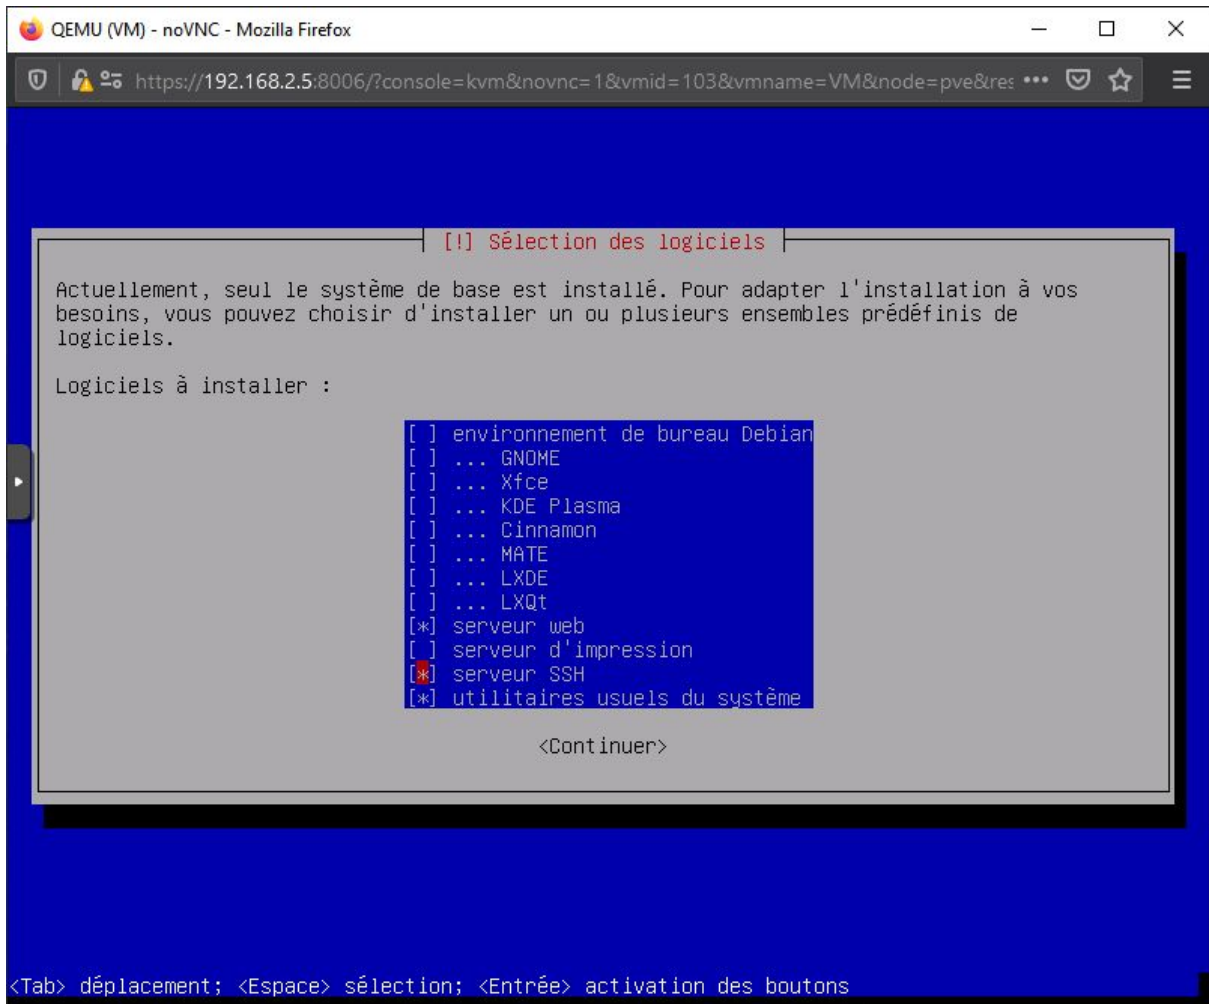 QEMU (VM) - noVNC - Mozilla Firefox
https://192.168.2.5:8006/?console=kvm&novnc=1&vmid=103&vmname=VM&node=pve&res
[!] Sélection des logiciels
Actuellement, seul le système de base est installé. Pour adapter l'installation à vos
besoins, vous pouvez choisir d'installer un ou plusieurs ensembles prédéfinis de
logiciels.
Logiciels à installer :
[ ] environnement de bureau Debian
[ ] ... GNOME
[ ] ... Xfce
[ ] ... KDE Plasma
[ ] ... Cinnamon
[ ] ... MATE
[ ] ... LXDE
[ ] ... LXQt
[*] serveur web
[ ] serveur d'impression
[*] serveur SSH
[*] utilitaires usuels du système
<Continuer>
<Tab> déplacement; <Espace> sélection; <Entrée> activation des boutons